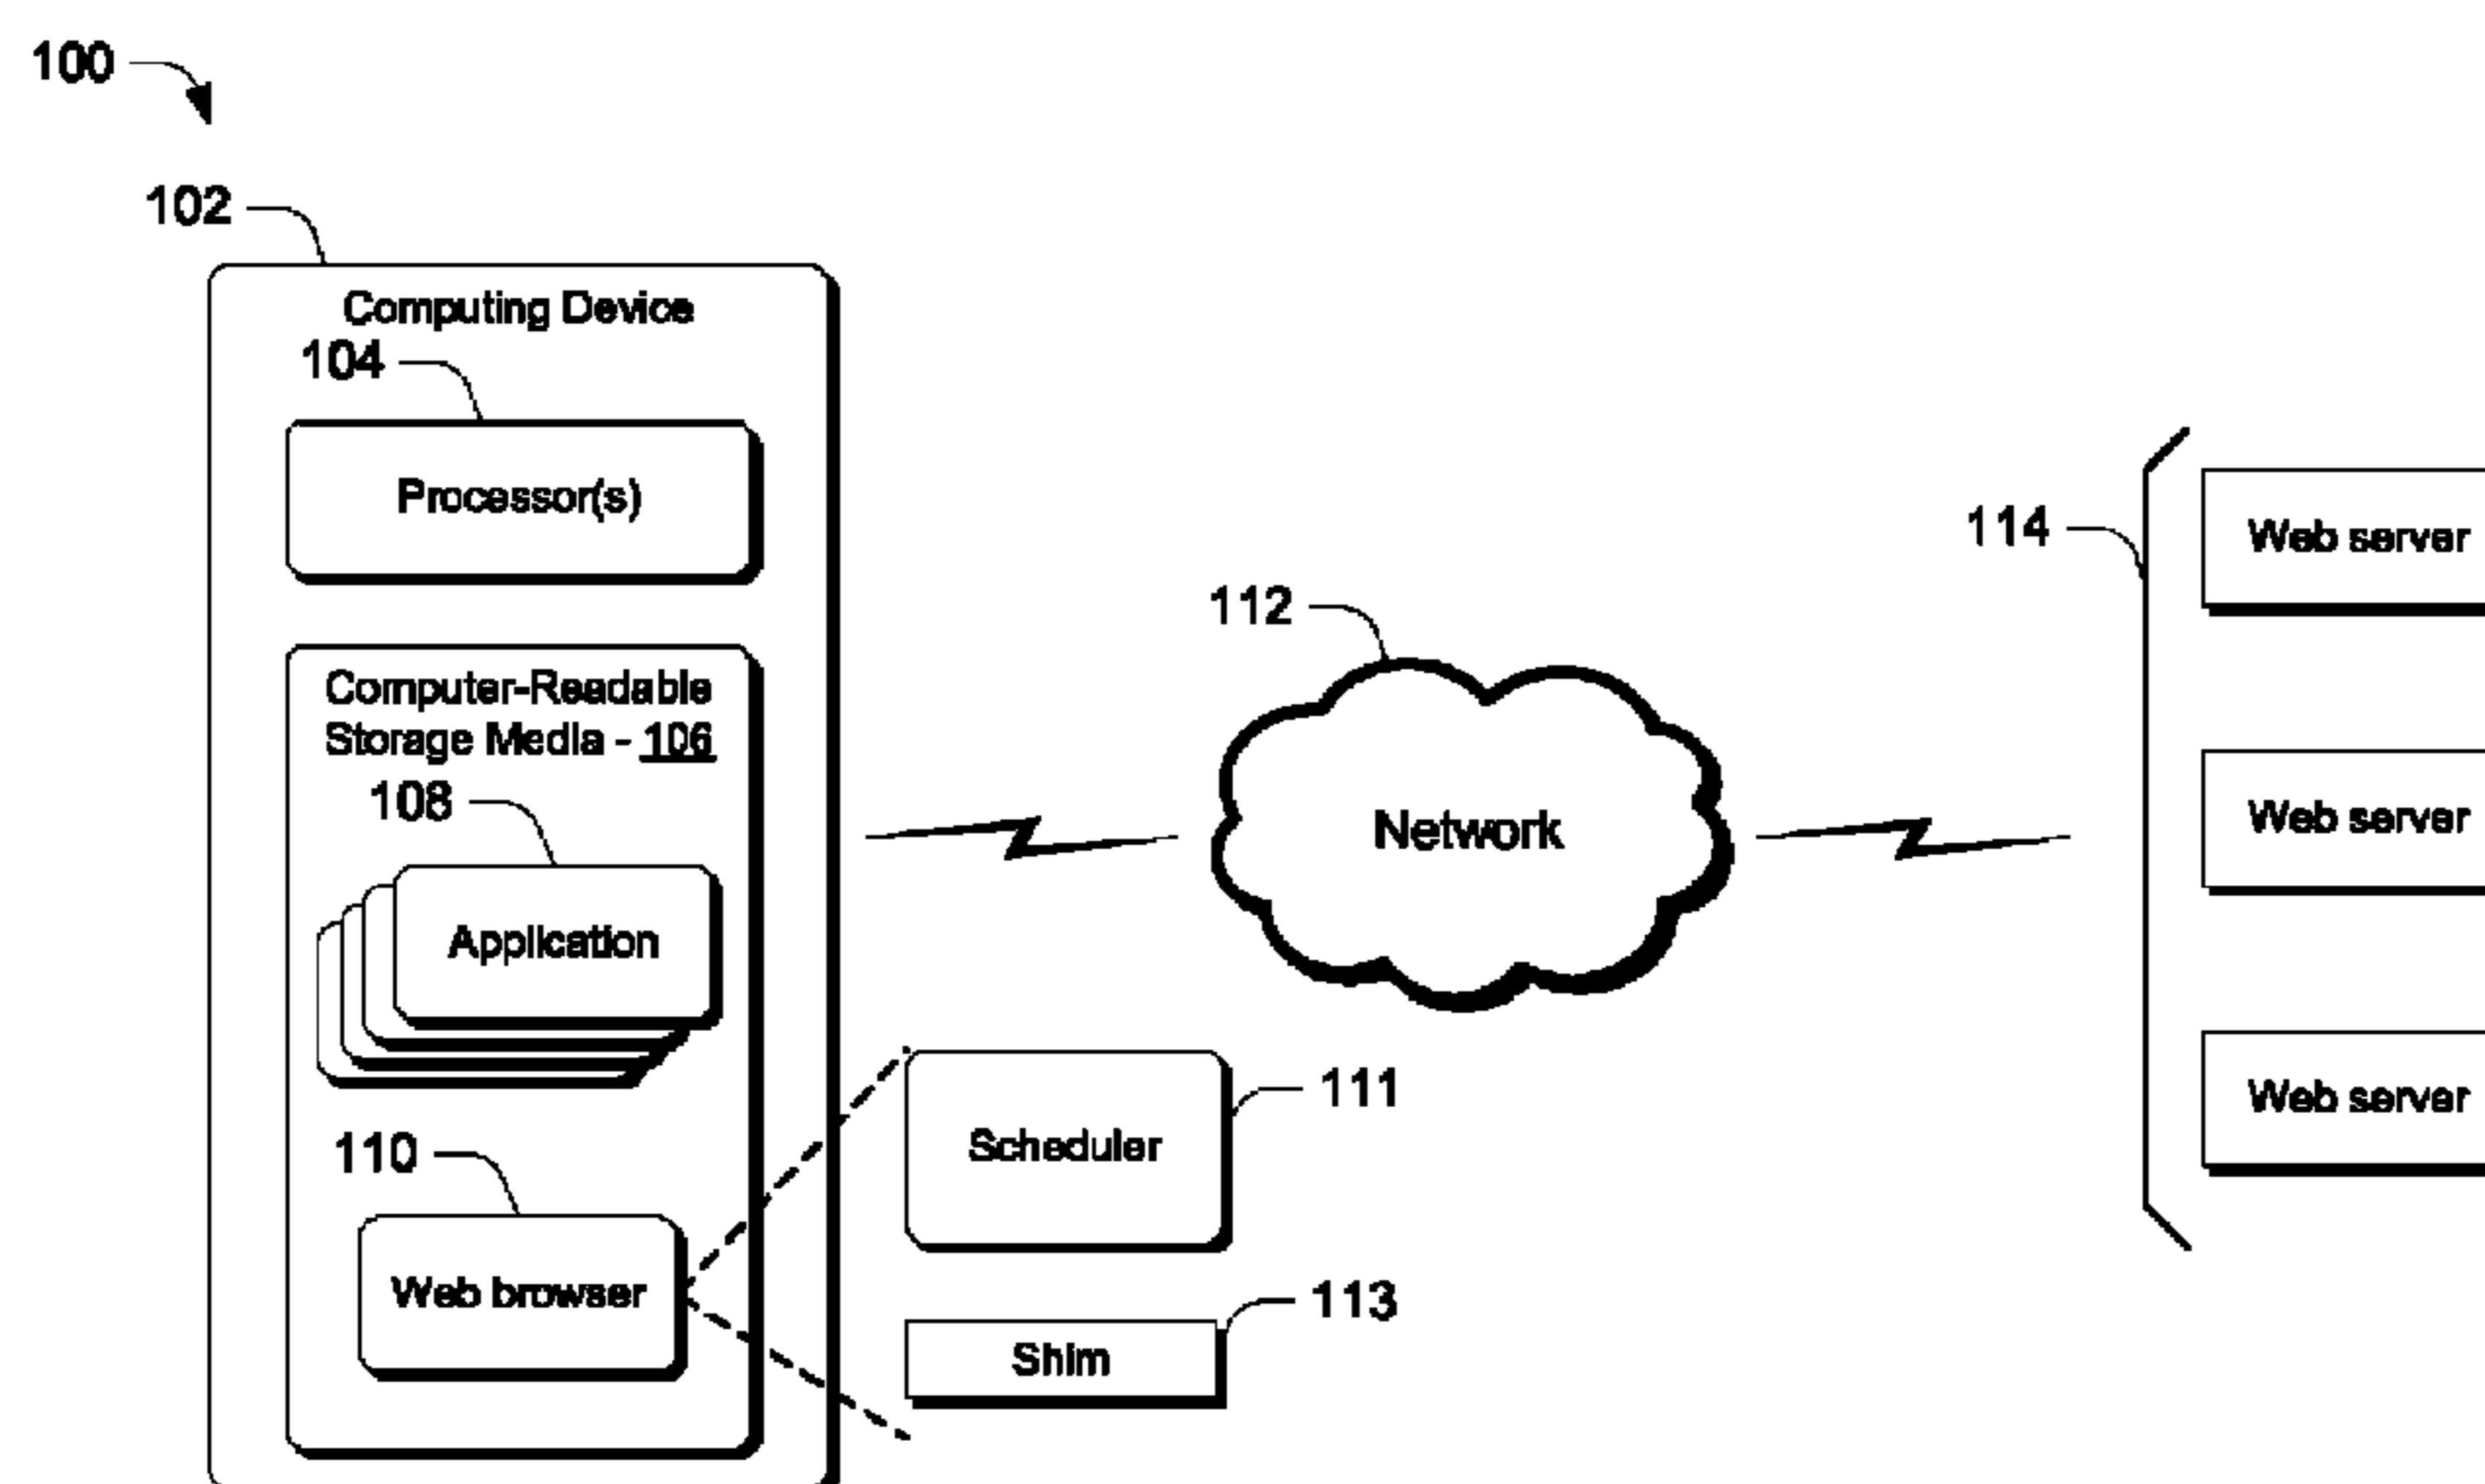 100
102
Computing Device
104
Processor(s)
Computer-Readable
Storage Media - 106
108
Application
110
Web browser
112
Network
Scheduler
111
Shim
113
114
Web server
Web server
Web server